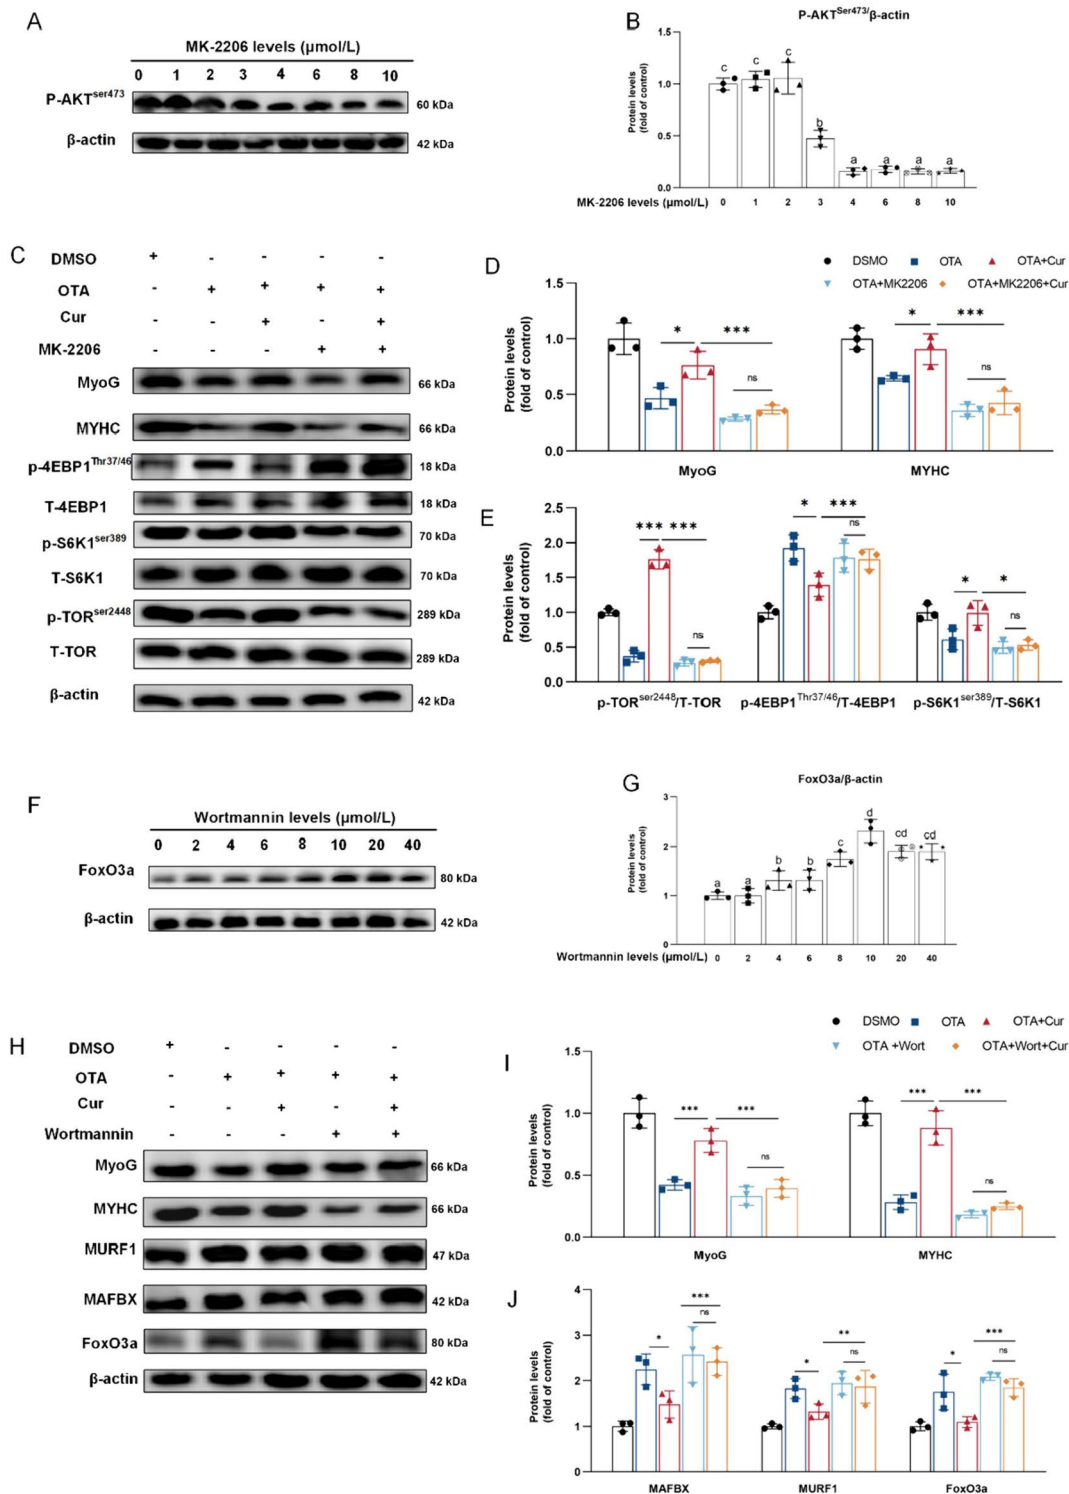 A
MK-2206 levels (μmol/L)
0 1 2 3 4 6 8 10
P-AKTser473 60 kDa
β-actin 42 kDa
B
P-AKTSer473/β-actin
Protein levels
(fold of control)
1.5
1.0
0.5
0.0
c c c b a a a a
MK-2206 levels (μmol/L) 0 1 2 3 4 6 8 10
C
DMSO + - - - -
OTA - + + + +
Cur - - + - +
MK-2206 - - - + +
MyoG 66 kDa
MYHC 66 kDa
p-4EBP1Thr37/46 18 kDa
T-4EBP1 18 kDa
p-S6K1ser389 70 kDa
T-S6K1 70 kDa
p-TORser2448 289 kDa
T-TOR 289 kDa
β-actin 42 kDa
D
DSMO OTA OTA+Cur
OTA+MK2206 OTA+MK2206+Cur
Protein levels
(fold of control)
1.5
1.0
0.5
0.0
* *** ns * *** ns
MyoG MYHC
E
Protein levels
(fold of control)
2.5
2.0
1.5
1.0
0.5
0.0
*** *** ns * *** ns * * ns
p-TORser2448/T-TOR p-4EBP1Thr37/46/T-4EBP1 p-S6K1ser389/T-S6K1
F
Wortmannin levels (μmol/L)
0 2 4 6 8 10 20 40
FoxO3a 80 kDa
β-actin 42 kDa
G
FoxO3a/β-actin
Protein levels
(fold of control)
3
2
1
0
a a b b c d cd cd
Wortmannin levels (μmol/L) 0 2 4 6 8 10 20 40
H
DMSO + - - - -
OTA - + + + +
Cur - - + - +
Wortmannin - - - + +
MyoG 66 kDa
MYHC 66 kDa
MURF1 47 kDa
MAFBX 42 kDa
FoxO3a 80 kDa
β-actin 42 kDa
I
DSMO OTA OTA+Cur
OTA +Wort OTA+Wort+Cur
Protein levels
(fold of control)
1.5
1.0
0.5
0.0
*** *** ns *** *** ns
MyoG MYHC
J
Protein levels
(fold of control)
4
3
2
1
0
* *** ns * ** ns * *** ns
MAFBX MURF1 FoxO3a